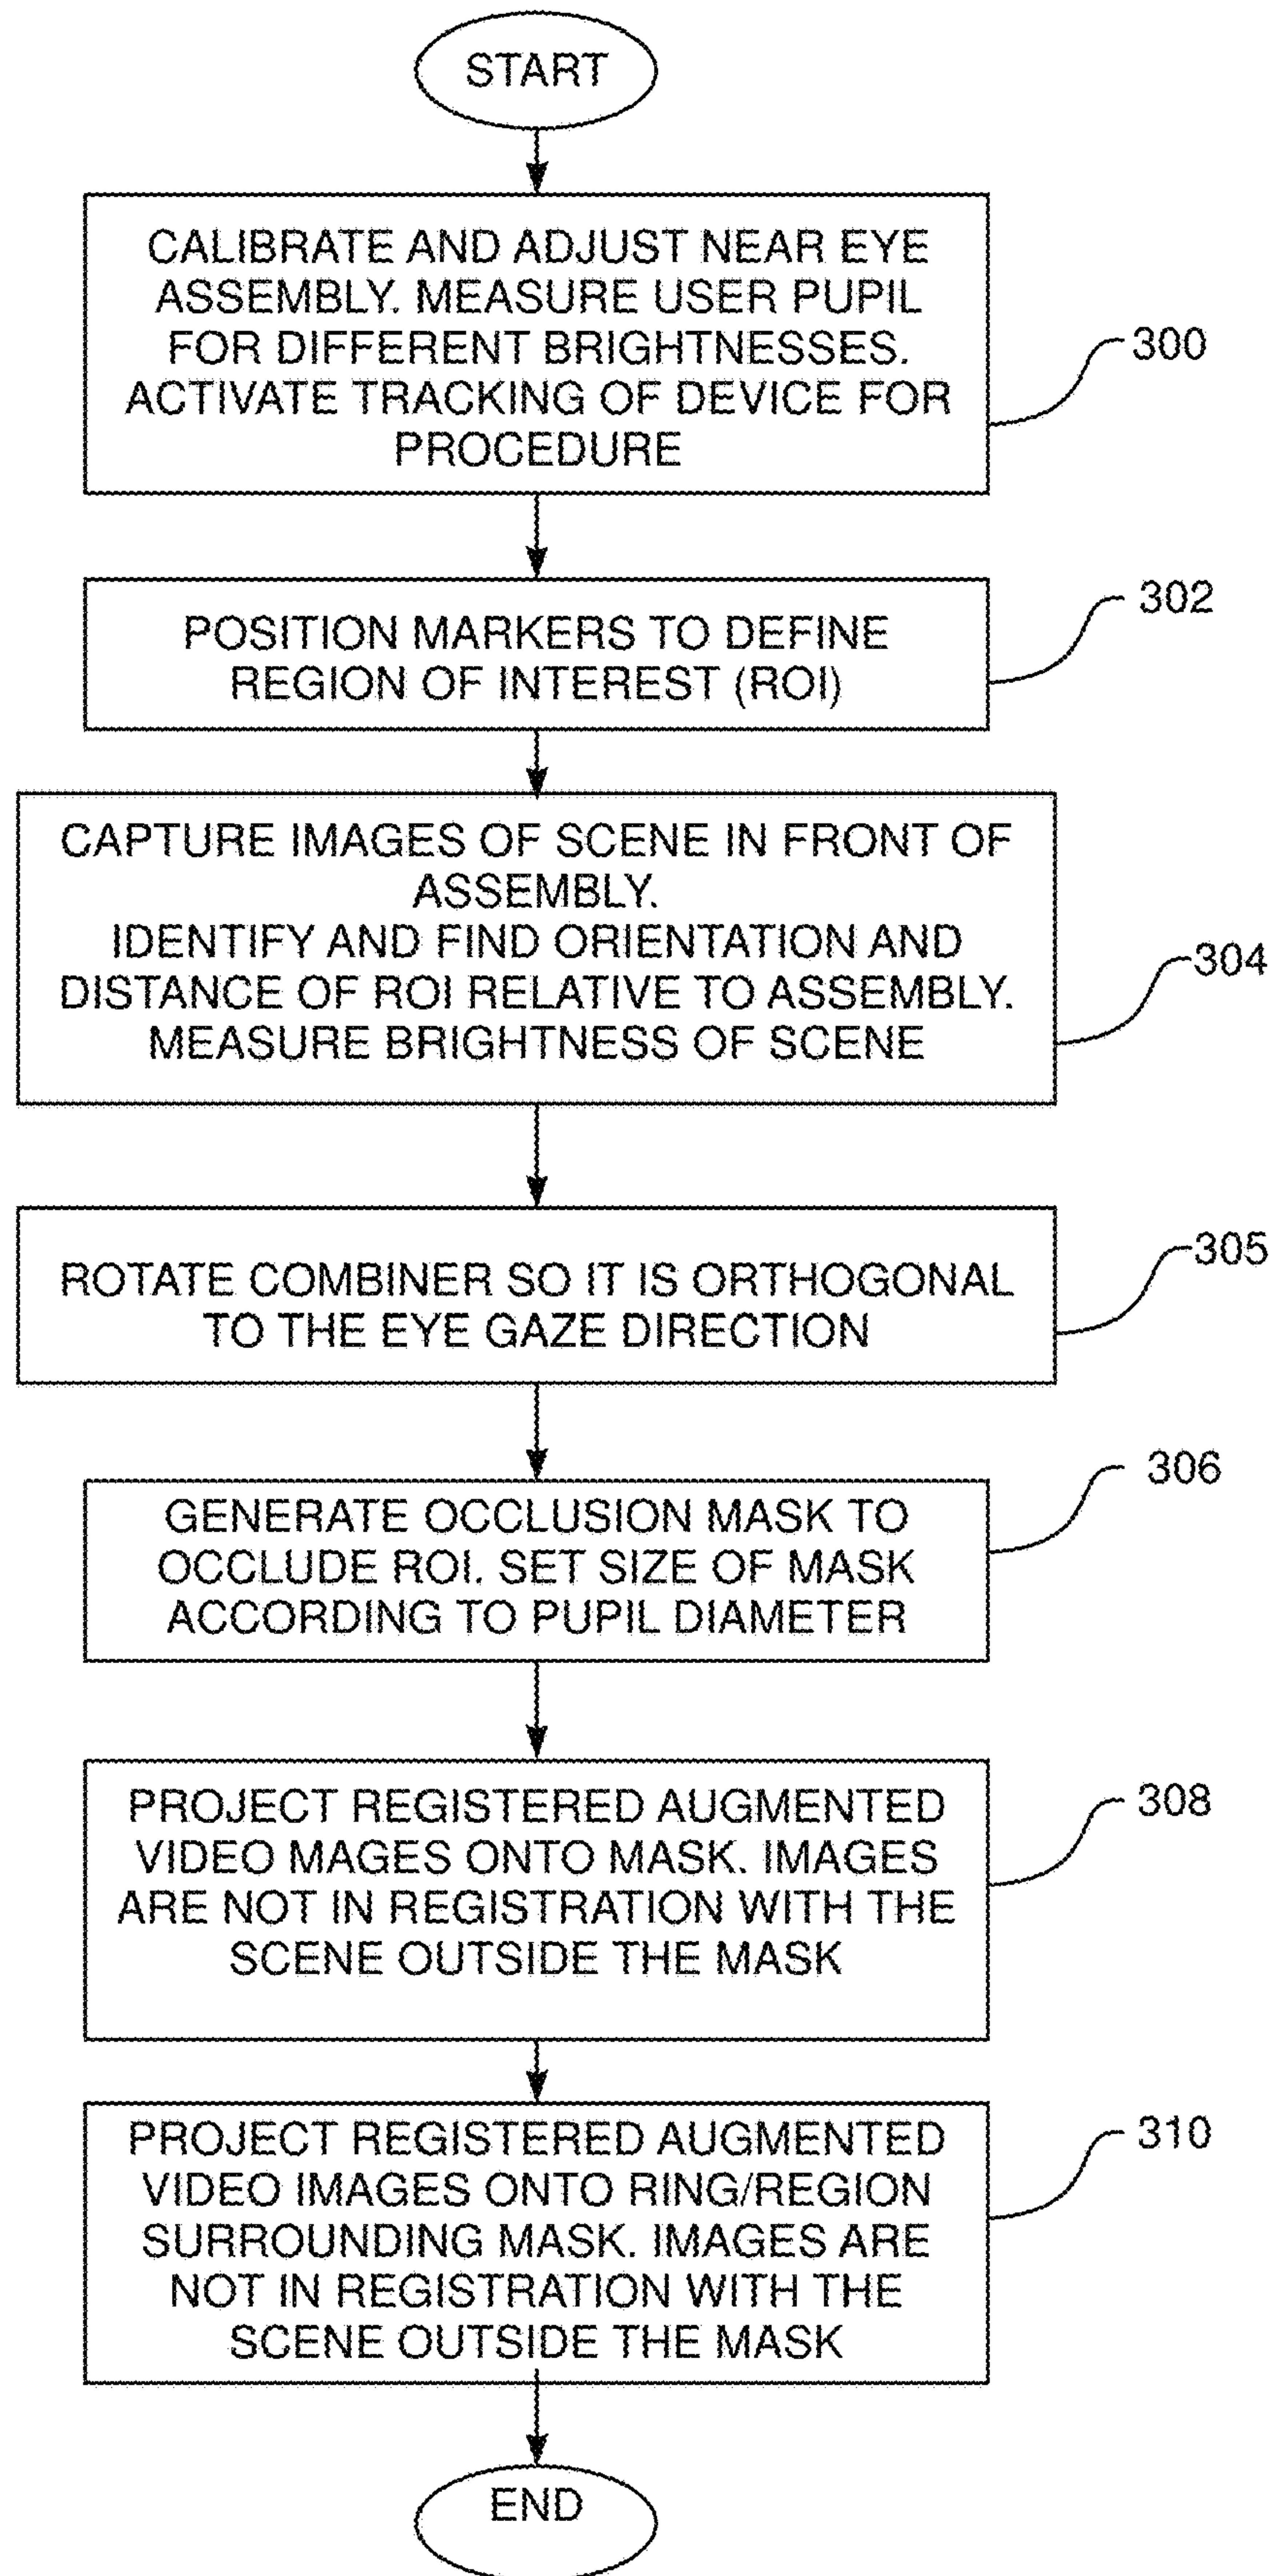 START
CALIBRATE AND ADJUST NEAR EYE
ASSEMBLY. MEASURE USER PUPIL
FOR DIFFERENT BRIGHTNESSES.
ACTIVATE TRACKING OF DEVICE FOR
PROCEDURE
300
POSITION MARKERS TO DEFINE
REGION OF INTEREST (ROI)
302
CAPTURE IMAGES OF SCENE IN FRONT OF
ASSEMBLY.
IDENTIFY AND FIND ORIENTATION AND
DISTANCE OF ROI RELATIVE TO ASSEMBLY.
MEASURE BRIGHTNESS OF SCENE
304
ROTATE COMBINER SO IT IS ORTHOGONAL
TO THE EYE GAZE DIRECTION
305
GENERATE OCCLUSION MASK TO
OCCLUDE ROI. SET SIZE OF MASK
ACCORDING TO PUPIL DIAMETER
306
PROJECT REGISTERED AUGMENTED
VIDEO MAGES ONTO MASK. IMAGES
ARE NOT IN REGISTRATION WITH THE
SCENE OUTSIDE THE MASK
308
PROJECT REGISTERED AUGMENTED
VIDEO IMAGES ONTO RING/REGION
SURROUNDING MASK. IMAGES ARE
NOT IN REGISTRATION WITH THE
SCENE OUTSIDE THE MASK
310
END